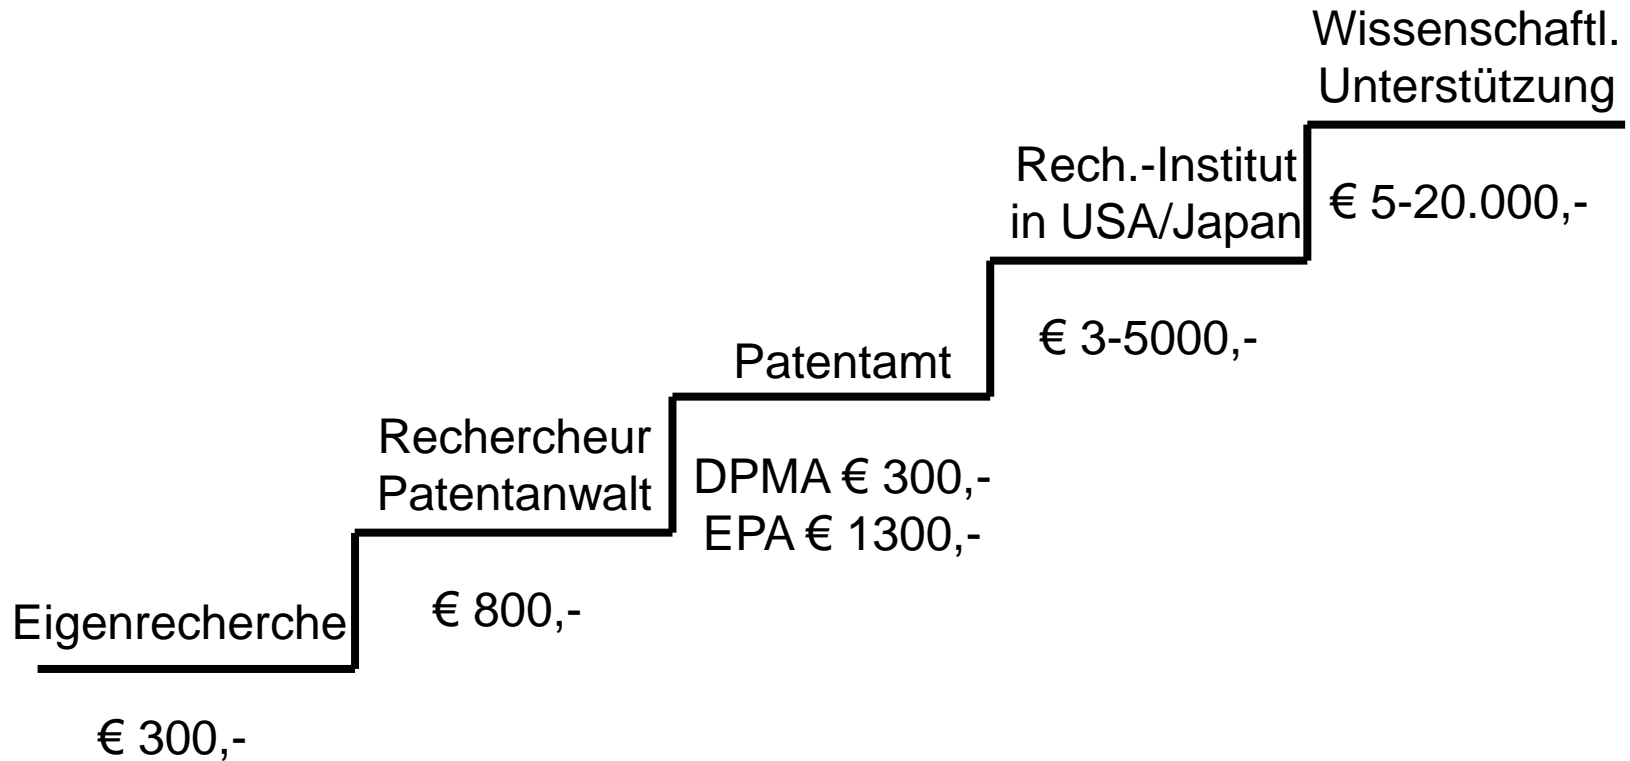 Wissenschaftl.
Unterstützung
€ 5-20.000,-
Rech.-Institut
in USA/Japan
€ 3-5000,-
Patentamt
DPMA € 300,-
EPA € 1300,-
Rechercheur
Patentanwalt
€ 800,-
Eigenrecherche
€ 300,-